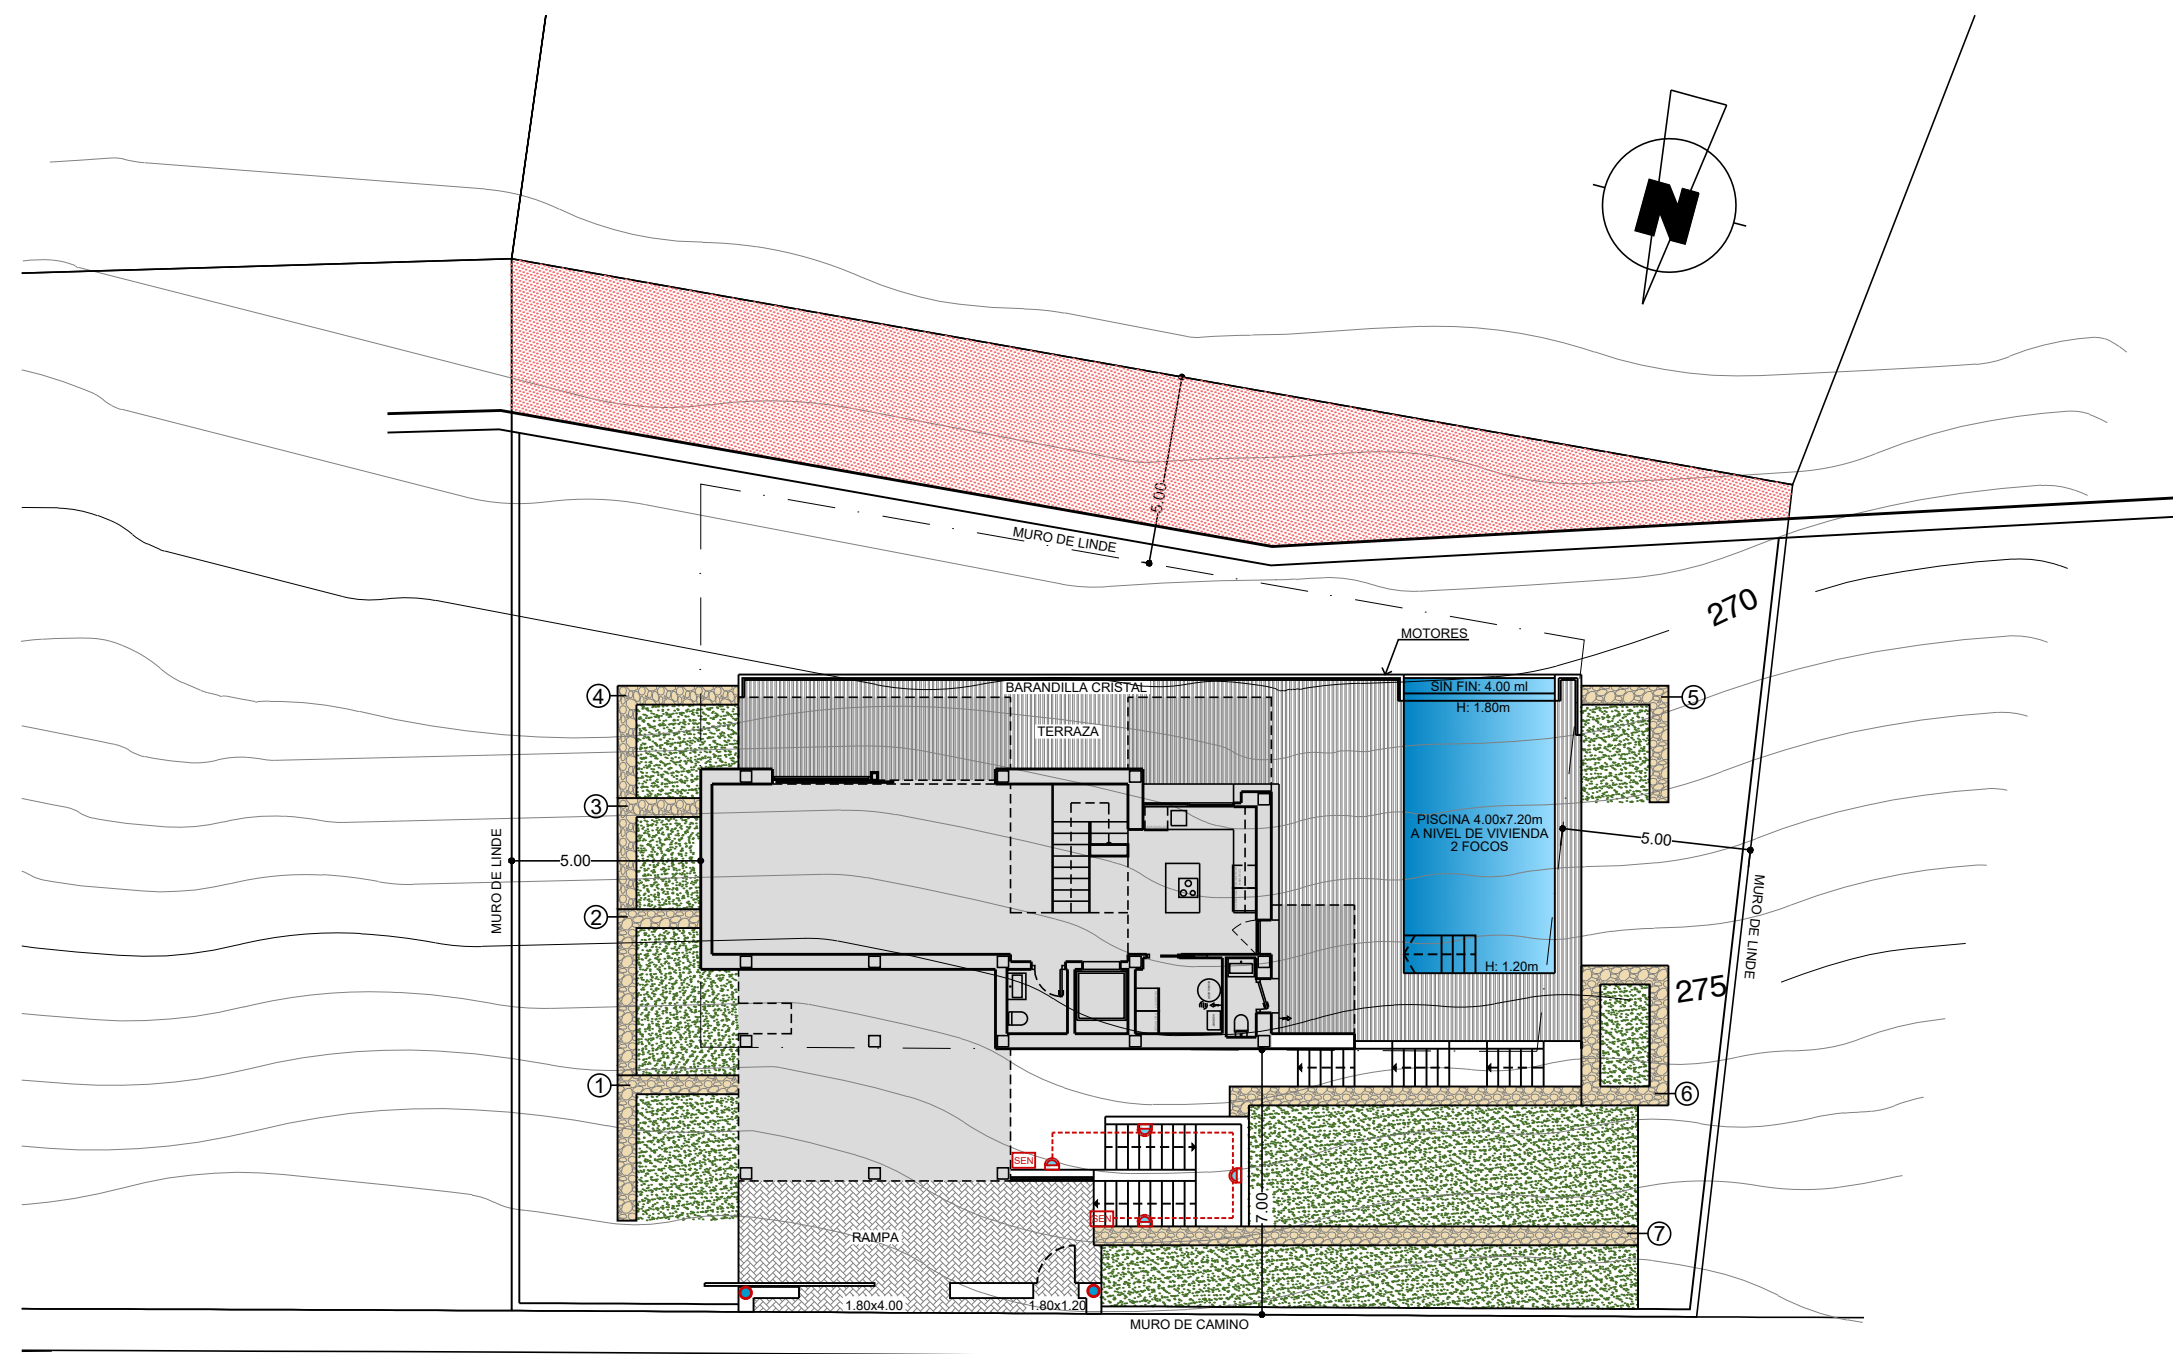 N
5.00
MURO DE LINDE
270
MOTORES
BARANDILLA CRISTAL
SIN FIN: 4.00 ml
H: 1.80m
4
5
TERRAZA
3
PISCINA 4.00x7.20m
A NIVEL DE VIVIENDA
2 FOCOS
5.00
5.00
MURO DE LINDE
2
MURO DE LINDE
H: 1.20m
275
1
6
SEN
SEN
7.00
RAMPA
7
1.80x4.00
1.80x1.20
MURO DE CAMINO